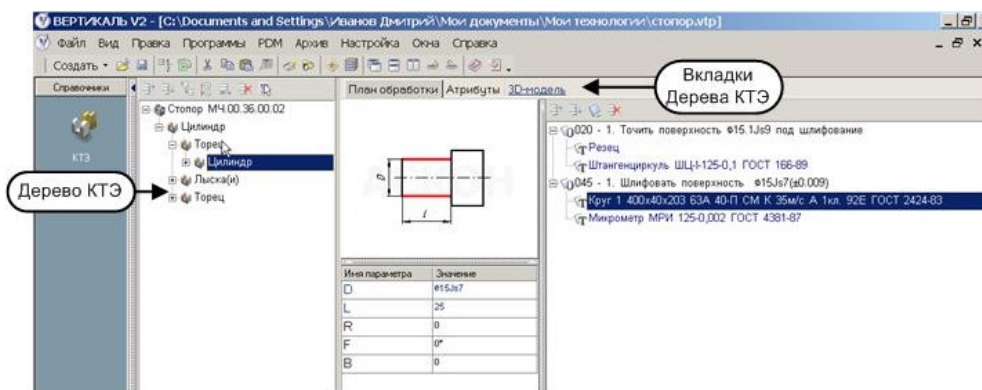 ВЕРТИКАЛЬ V2 - [C:\Documents and Settings\Иванов Дмитрий\Мои документы\Мои технологии\стопор.vtp]
Файл Вид Правка Программы PDM Архив Настройка Окна Справка
Создать
Справочники
КТЭ
Стопор МЧ.00.36.00.02
Цилиндр
Торец
Цилиндр
Лыска(и)
Торец
Дерево КТЭ
План обработки Атрибуты 3D-модель
Вкладки
Дерева КТЭ
D
l
Имя параметра Значение
D ø15Js7
L 25
R 0
F 0°
B 0
020 - 1. Точить поверхность ø15.1Js9 под шлифование
Резец
Штангенциркуль ШЦ-I-125-0,1 ГОСТ 166-89
045 - 1. Шлифовать поверхность ø15Js7(±0.009)
Круг 1 400x40x203 63А 40-П СМ К 35м/с А 1кл. 92Е ГОСТ 2424-83
Микрометр МРИ 125-0,002 ГОСТ 4381-87